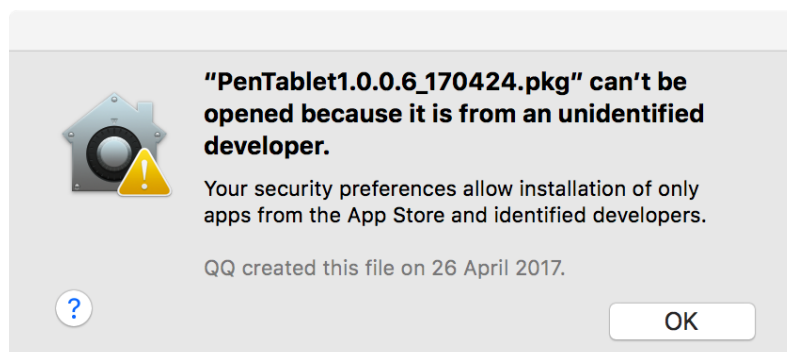 “PenTablet1.0.0.6_170424.pkg” can’t be
opened because it is from an unidentified
developer.
Your security preferences allow installation of only
apps from the App Store and identified developers.
QQ created this file on 26 April 2017.
?
OK